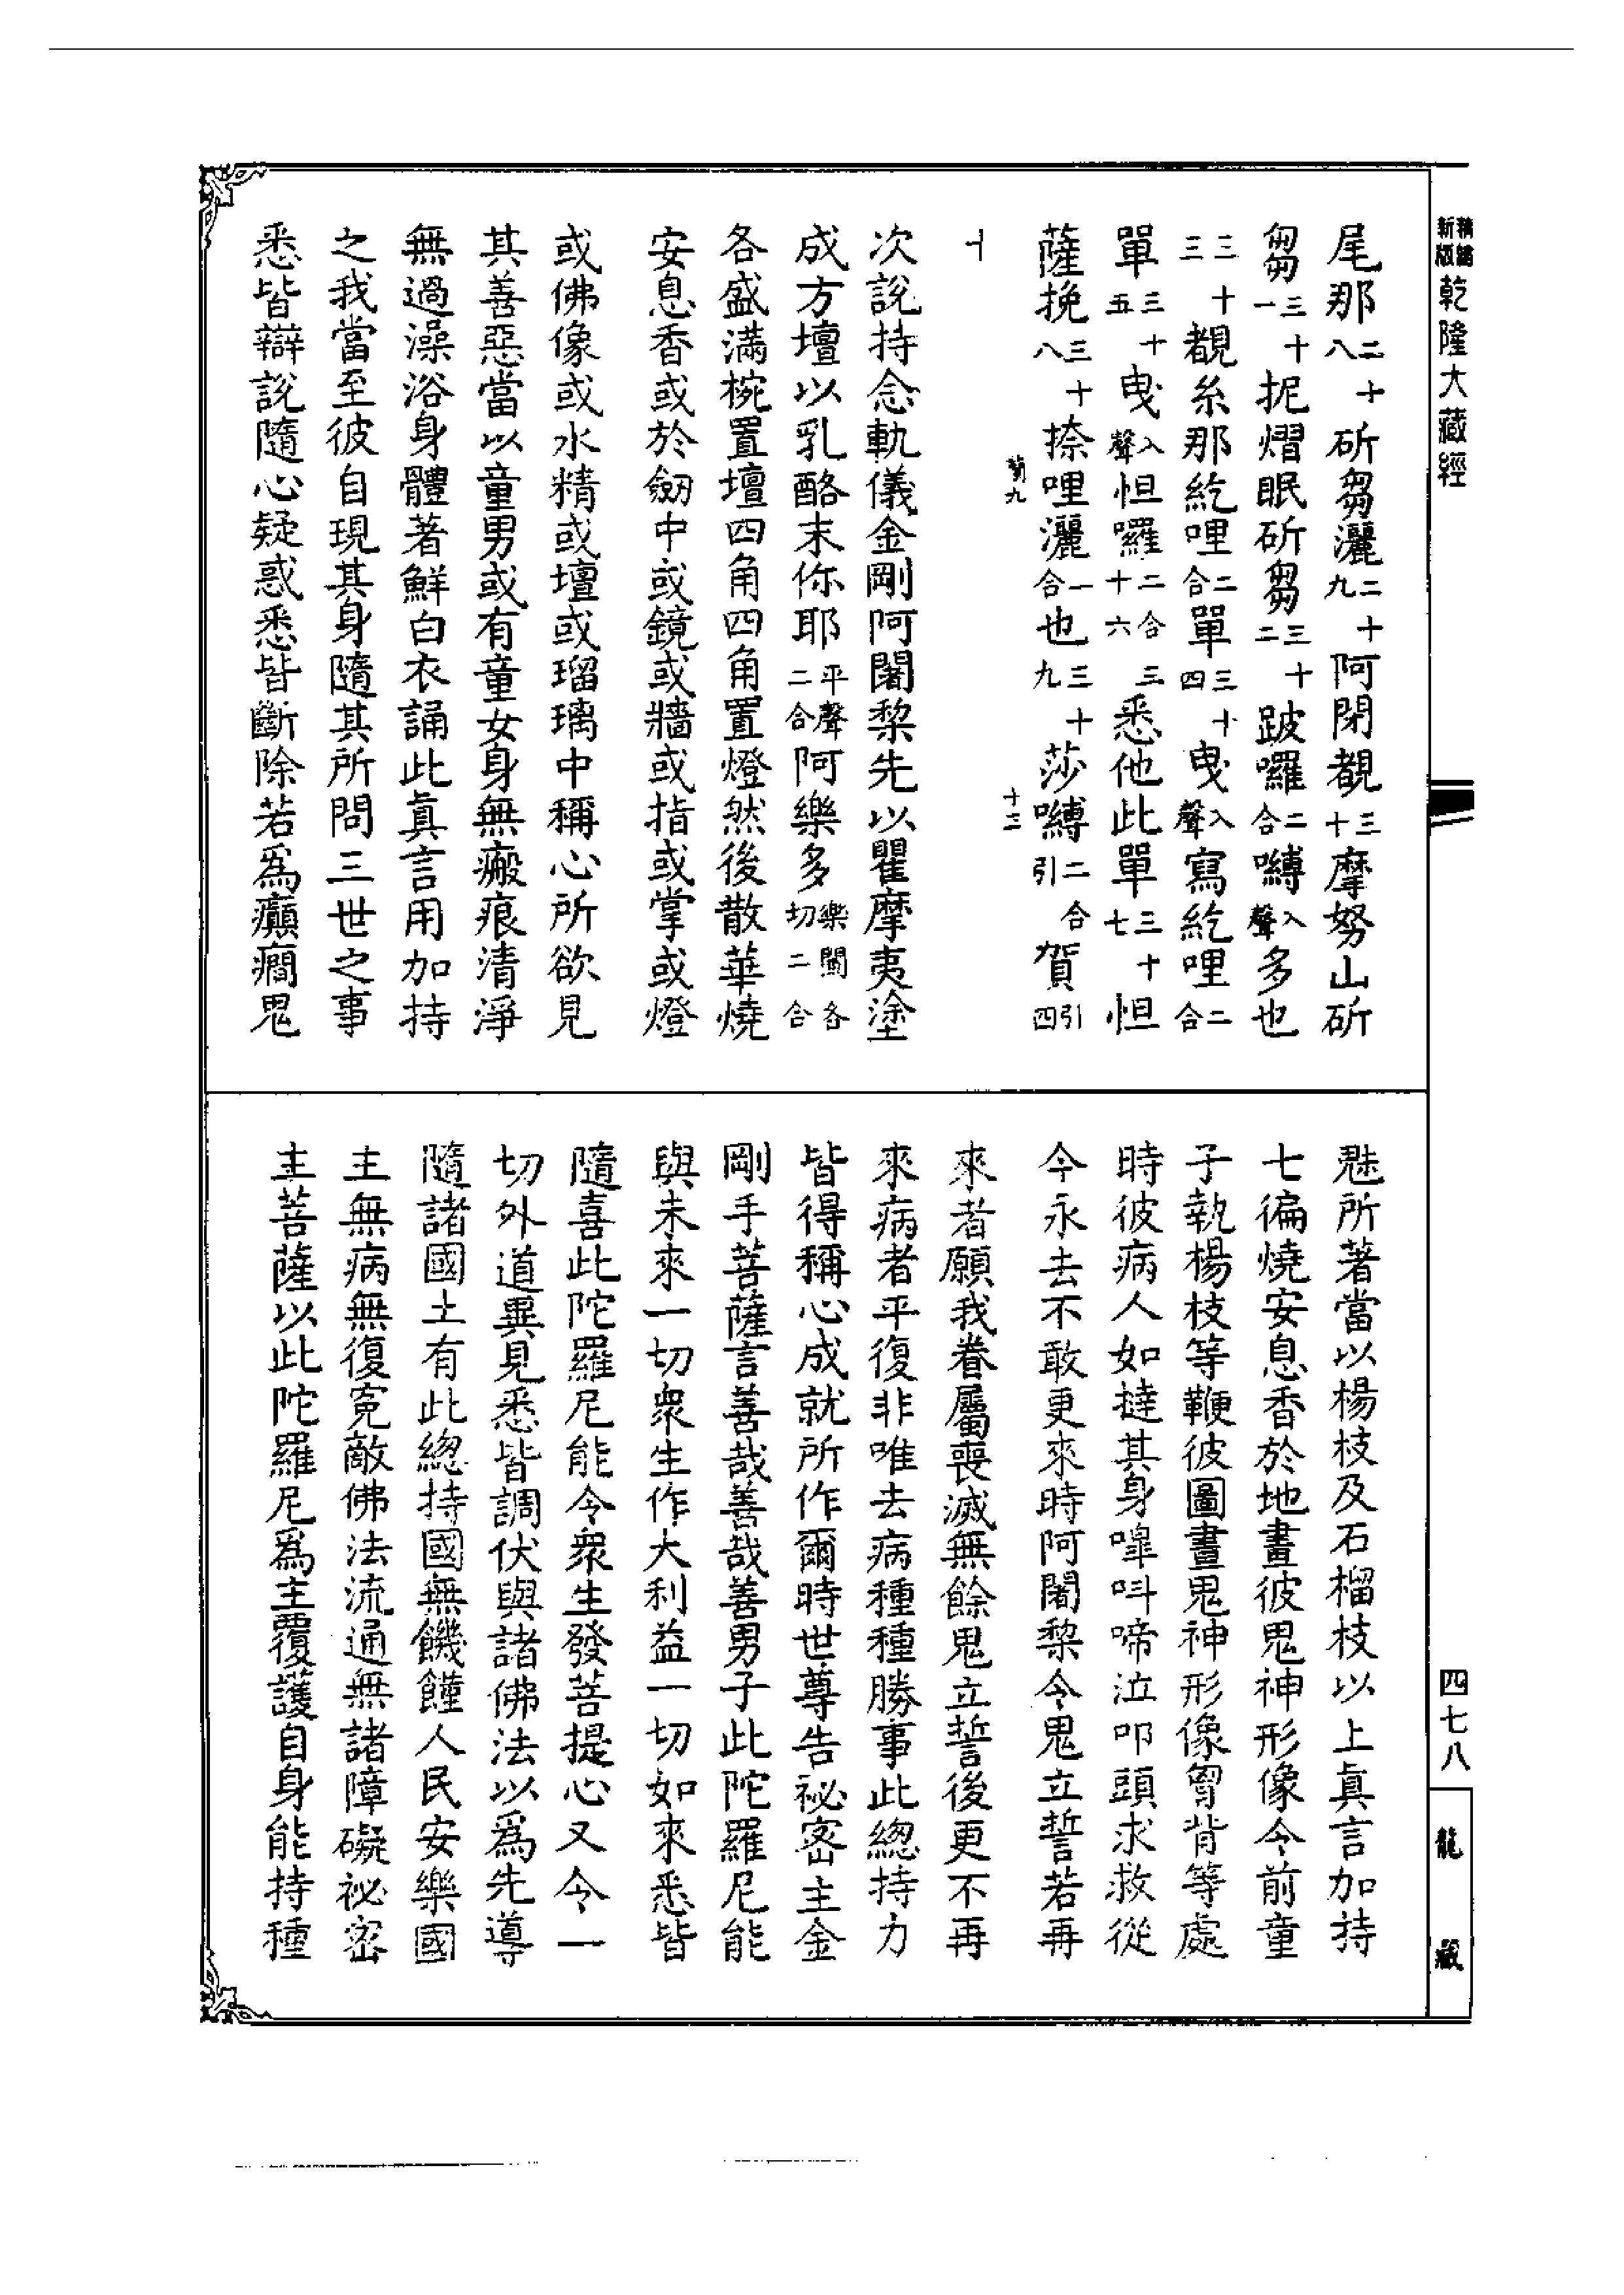 新版精編乾隆大藏經
尾那二十八斫芻灑二十九阿閉覩三十摩努山斫
芻三十一抳熠眠斫芻三十二跛囉二合嚩入聲多也
三十三覩糸那紇哩二合單三十四曳入聲寫紇哩二合
單三十五曳入聲怛囉二合三十六悉他此單三十七怛
薩挽三十八捺哩灑一合也三十九莎嚩二合引賀引四
十
次說持念軌儀金剛阿闍黎先以瞿摩夷塗
成方壇以乳酪末你耶平聲二合阿樂多樂閣各切二合
各盛滿椀置壇四角四角置燈然後散華燒
安息香或於劒中或鏡或牆或指或掌或燈
或佛像或水精或壇或瑠璃中稱心所欲見
其善惡當以童男或有童女身無瘢痕清淨
無過澡浴身體著鮮白衣誦此眞言用加持
之我當至彼自現其身隨其所問三世之事
悉皆辯說隨心疑惑悉皆斷除若爲癲癎鬼
魅所著當以楊枝及石榴枝以上眞言加持
七徧燒安息香於地畫彼鬼神形像令前童
子執楊枝等鞭彼圖畫鬼神形像胷背等處
時彼病人如撻其身嘷呌啼泣叩頭求救從
今永去不敢更來時阿闍黎令鬼立誓若再
來者願我眷屬喪滅無餘鬼立誓後更不再
來病者平復非唯去病種種勝事此總持力
皆得稱心成就所作爾時世尊告祕密主金
剛手菩薩言善哉善哉善男子此陀羅尼能
與未來一切衆生作大利益一切如來悉皆
隨喜此陀羅尼能令衆生發菩提心又令一
切外道異見悉皆調伏與諸佛法以爲先導
隨諸國土有此總持國無饑饉人民安樂國
主無病無復冤敵佛法流通無諸障礙祕密
主菩薩以此陀羅尼爲主覆護自身能持種
四七八
龍藏
十三